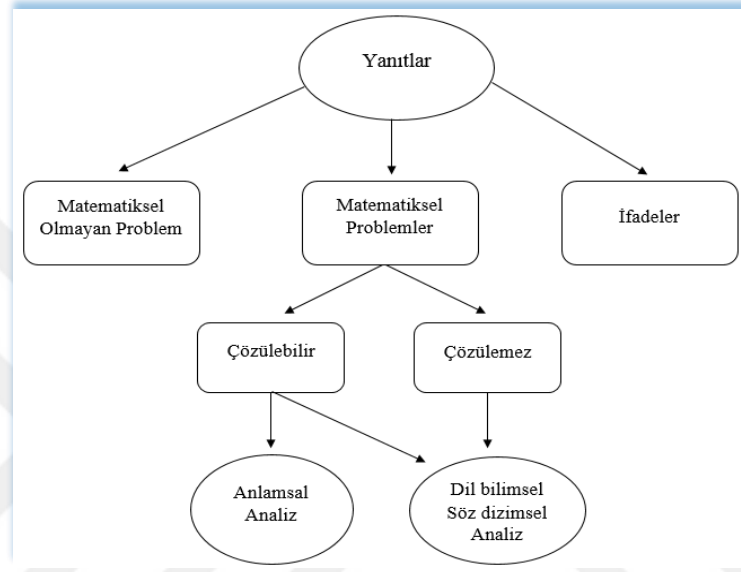 Yanıtlar
Matematiksel
Olmayan Problem
Matematiksel
Problemler
İfadeler
Çözülebilir
Çözülemez
Anlamsal
Analiz
Dil bilimsel
Söz dizimsel
Analiz